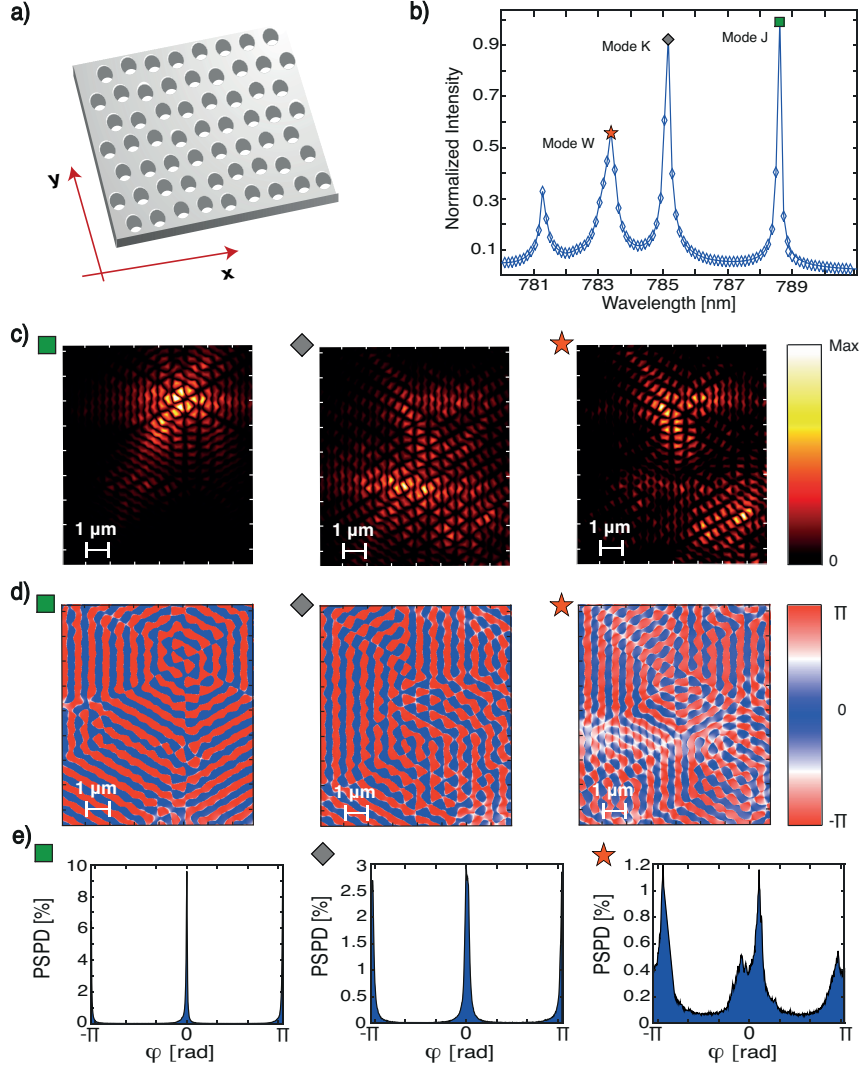 a)
y
x
b)
Normalized Intensity
0.9
0.7
0.5
0.3
0.1
Mode W
Mode K
Mode J
781 783 785 787 789
Wavelength [nm]
c)
1 µm
1 µm
1 µm
Max
0
d)
1 µm
1 µm
1 µm
π
0
-π
e)
PSPD [%]
10
8
6
4
2
0
-π 0 π
φ [rad]
PSPD [%]
3
2.5
2
1.5
1
0.5
0
-π 0 π
φ [rad]
PSPD [%]
1.2
1
0.8
0.6
0.4
0.2
0
-π 0 π
φ [rad]